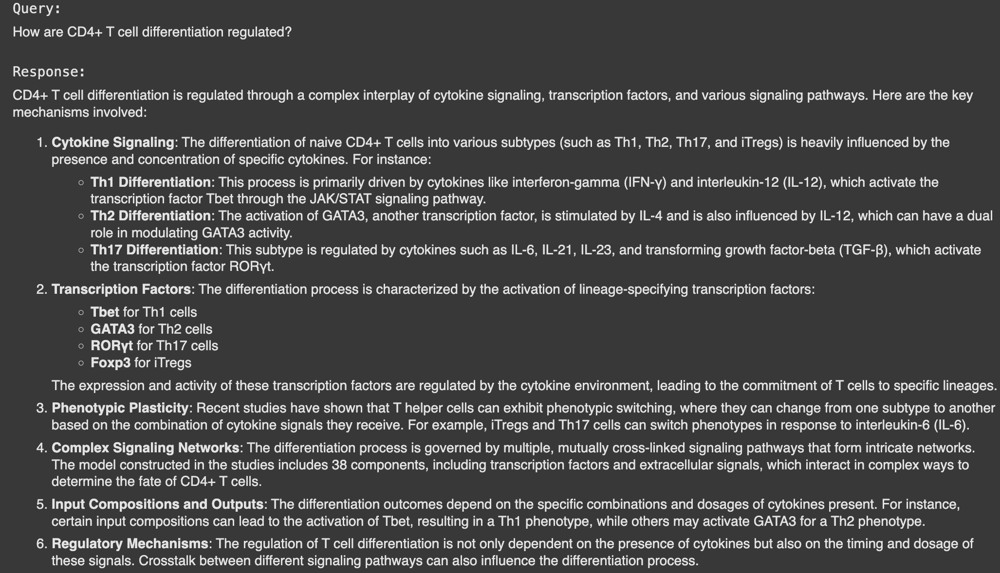 Query:
How are CD4+ T cell differentiation regulated?
Response:
CD4+ T cell differentiation is regulated through a complex interplay of cytokine signaling, transcription factors, and various signaling pathways. Here are the key
mechanisms involved:
1. Cytokine Signaling: The differentiation of naive CD4+ T cells into various subtypes (such as Th1, Th2, Th17, and iTregs) is heavily influenced by the
presence and concentration of specific cytokines. For instance:
○ Th1 Differentiation: This process is primarily driven by cytokines like interferon-gamma (IFN-γ) and interleukin-12 (IL-12), which activate the
transcription factor Tbet through the JAK/STAT signaling pathway.
○ Th2 Differentiation: The activation of GATA3, another transcription factor, is stimulated by IL-4 and is also influenced by IL-12, which can have a dual
role in modulating GATA3 activity.
○ Th17 Differentiation: This subtype is regulated by cytokines such as IL-6, IL-21, IL-23, and transforming growth factor-beta (TGF-β), which activate
the transcription factor RORγt.
2. Transcription Factors: The differentiation process is characterized by the activation of lineage-specifying transcription factors:
○ Tbet for Th1 cells
○ GATA3 for Th2 cells
○ RORγt for Th17 cells
○ Foxp3 for iTregs
The expression and activity of these transcription factors are regulated by the cytokine environment, leading to the commitment of T cells to specific lineages.
3. Phenotypic Plasticity: Recent studies have shown that T helper cells can exhibit phenotypic switching, where they can change from one subtype to another
based on the combination of cytokine signals they receive. For example, iTregs and Th17 cells can switch phenotypes in response to interleukin-6 (IL-6).
4. Complex Signaling Networks: The differentiation process is governed by multiple, mutually cross-linked signaling pathways that form intricate networks.
The model constructed in the studies includes 38 components, including transcription factors and extracellular signals, which interact in complex ways to
determine the fate of CD4+ T cells.
5. Input Compositions and Outputs: The differentiation outcomes depend on the specific combinations and dosages of cytokines present. For instance,
certain input compositions can lead to the activation of Tbet, resulting in a Th1 phenotype, while others may activate GATA3 for a Th2 phenotype.
6. Regulatory Mechanisms: The regulation of T cell differentiation is not only dependent on the presence of cytokines but also on the timing and dosage of
these signals. Crosstalk between different signaling pathways can also influence the differentiation process.